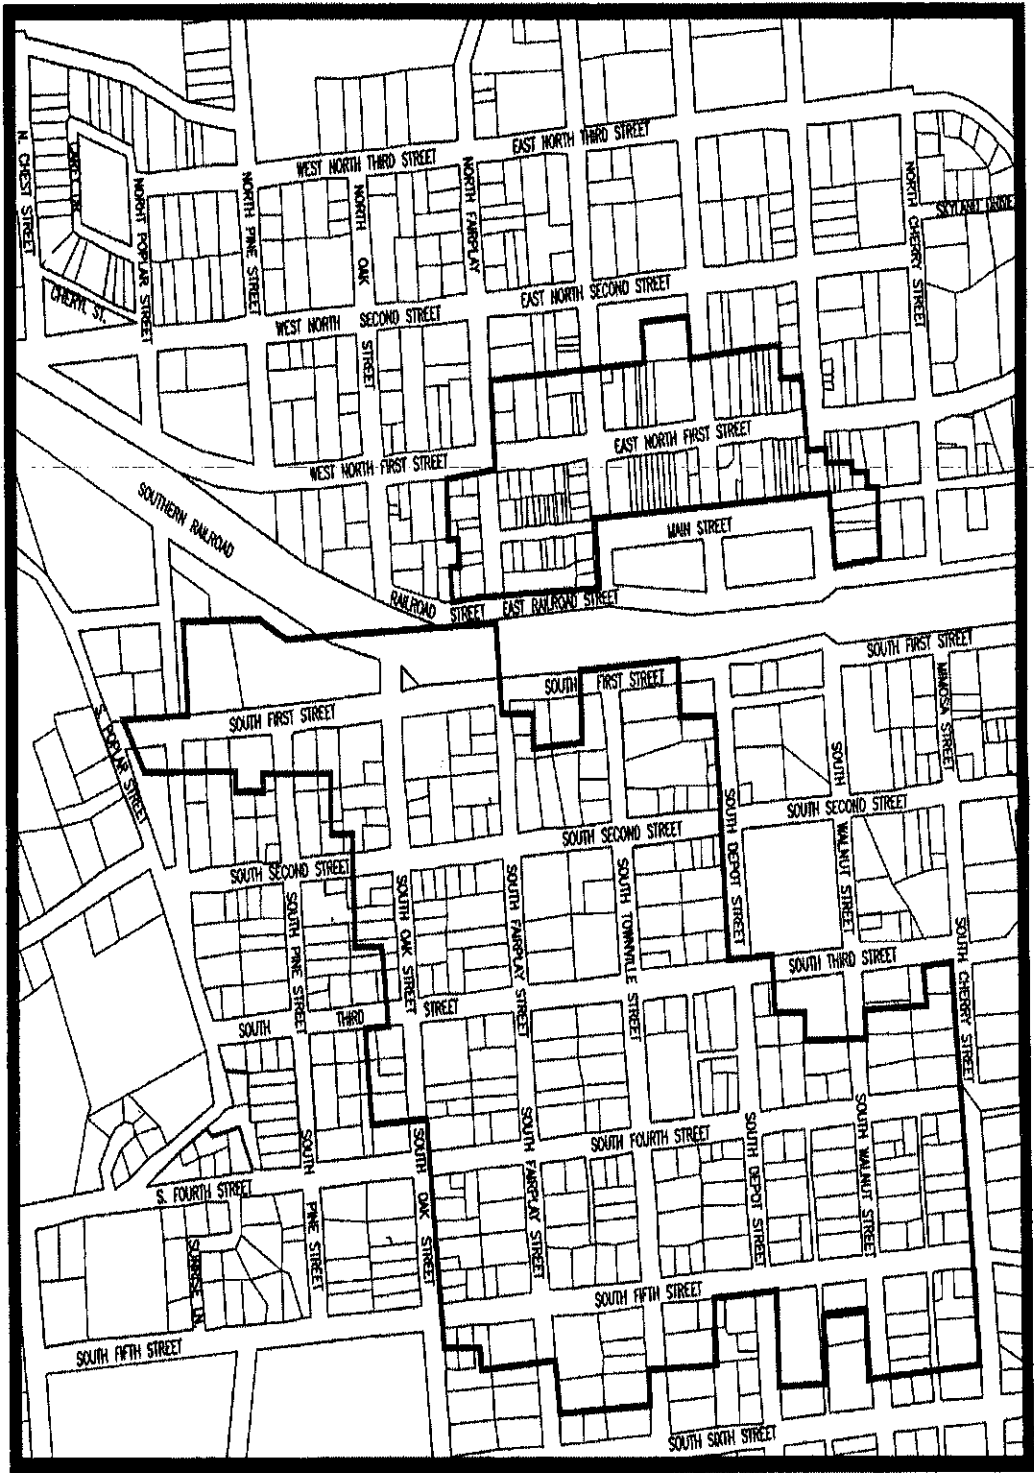 EAST NORTH THIRD STREET
WEST NORTH THIRD STREET
N. CHEST STREET
NORHT POPLAR STREET
NORTH PINE STREET
NORTH OAK
STREET
NORTH FAIRPLAY
NORTH CHERRY STREET
SKYLAND DRIVE
CHERYL ST.
EAST NORTH SECOND STREET
WEST NORTH SECOND STREET
EAST NORTH FIRST STREET
WEST NORTH FIRST STREET
SOUTHERN RAILROAD
MAIN STREET
RAILROAD STREET
EAST RAILROAD STREET
SOUTH FIRST STREET
MIMOSA STREET
SOUTH FIRST STREET
SOUTH FIRST STREET
S. POPLAR STREET
SOUTH SECOND STREET
SOUTH SECOND STREET
SOUTH SECOND STREET
SOUTH DEPOT STREET
SOUTH WALNUT STREET
SOUTH PINE STREET
SOUTH OAK STREET
SOUTH FAIRPLAY STREET
SOUTH TOWNVILLE STREET
SOUTH CHERRY STREET
SOUTH THIRD STREET
SOUTH THIRD STREET
SOUTH FOURTH STREET
S. FOURTH STREET
SOUTH PINE STREET
SOUTH OAK STREET
SOUTH FAIRPLAY STREET
SOUTH DEPOT STREET
SOUTH WALNUT STREET
SUNRISE LN.
SOUTH FIFTH STREET
SOUTH FIFTH STREET
SOUTH SIXTH STREET